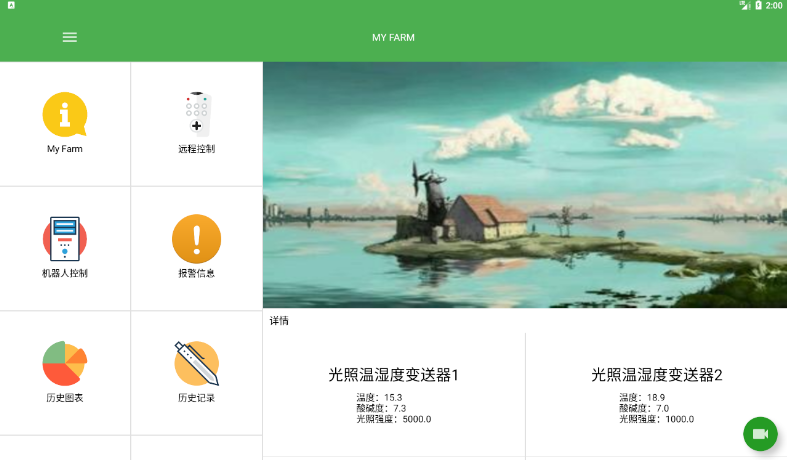 2:00
MY FARM
My Farm
远程控制
机器人控制
报警信息
历史图表
历史记录
详情
光照温湿度变送器1
温度：15.3
酸碱度：7.3
光照强度：5000.0
光照温湿度变送器2
温度：18.9
酸碱度：7.0
光照强度：1000.0